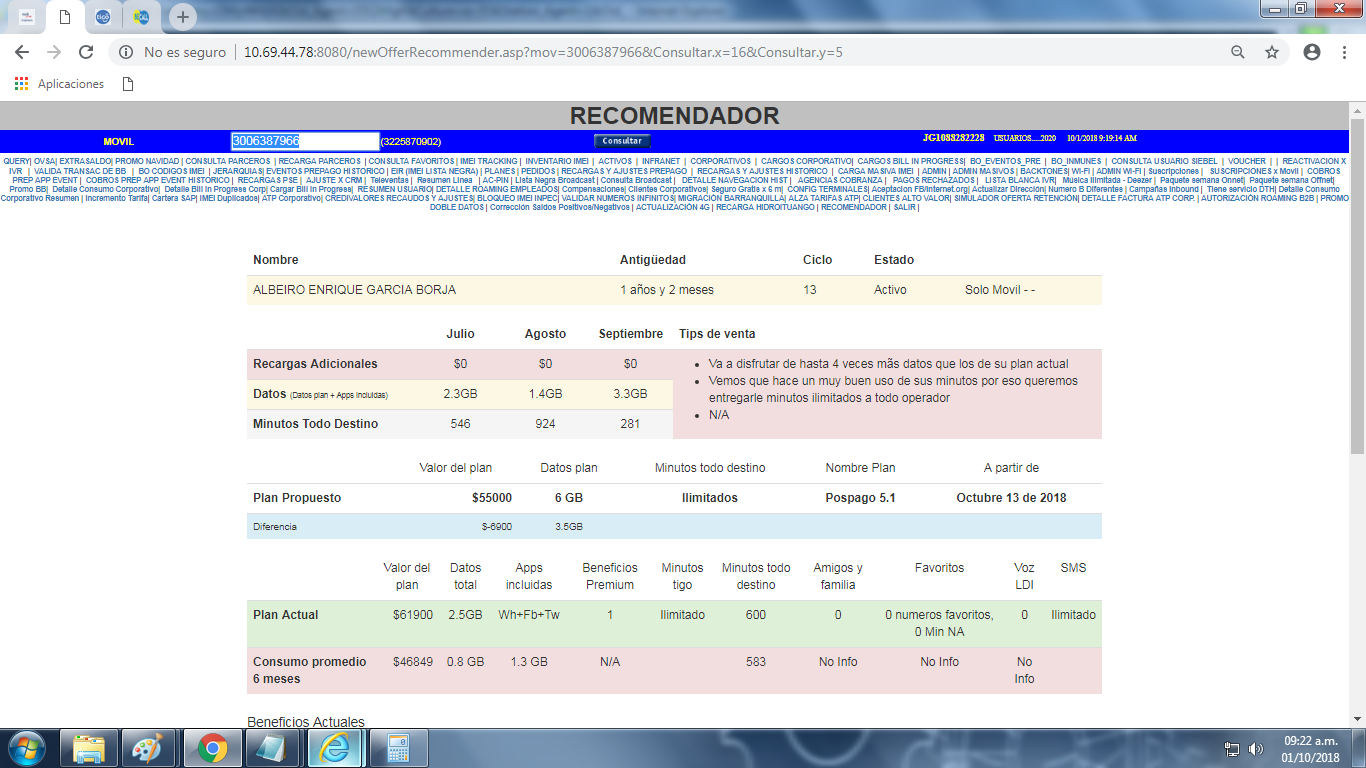 No es seguro | 10.69.44.78:8080/newOfferRecommender.asp?mov=3006387966&Consultar.x=16&Consultar.y=5
Aplicaciones
RECOMENDADOR
MOVIL 3006387966 (3225870902) Consultar JG1088282228 USUARIOS.....2020 10/1/2018 9:19:14 AM
QUERY| OVSA| EXTRASALDO| PROMO NAVIDAD | CONSULTA PARCEROS | RECARGA PARCEROS | CONSULTA FAVORITOS | IMEI TRACKING | INVENTARIO IMEI | ACTIVOS | INFRANET | CORPORATIVOS | CARGOS CORPORATIVO| CARGOS BILL IN PROGRESS| BO_EVENTOS_PRE | BO_INMUNES | CONSULTA USUARIO SIEBEL | VOUCHER | | REACTIVACION X
IVR | VALIDA TRANSAC DE BB | BO CODIGOS IMEI | JERARQUIAS| EVENTOS PREPAGO HISTORICO | EIR (IMEI LISTA NEGRA) | PLANES | PEDIDOS | RECARGAS Y AJUSTES PREPAGO | RECARGAS Y AJUSTES HISTORICO | CARGA MASIVA IMEI | ADMIN | ADMIN MASIVOS | BACKTONES| WI-FI | ADMIN WI-FI | Suscripciones | Paquete semana Onnet| Paquete semana Offnet|
PREP APP EVENT | COBROS PREP APP EVENT HISTORICO | RECARGAS PSE | AJUSTE X CRM | Televentas | Resumen Linea | AC-PIN | Lista Negra Broadcast | Consulta Broadcast | DETALLE NAVEGACION HIST | AGENCIAS COBRANZA | PAGOS RECHAZADOS | LISTA BLANCA IVR| Música Ilimitada - Deezer |
Promo BB| Detalle Consumo Corporativo| Detalle Bill In Progress Corp| Cargar Bill In Progress| RESUMEN USUARIO| DETALLE ROAMING EMPLEADOS| Compensaciones| Clientes Corporativos| Seguro Gratis x 6 m| CONFIG TERMINALES| Aceptacion FB/Internet.org| Actualizar Dirección| Numero B Diferentes | Campañas Inbound | Tiene servicio DTH| Detalle Consumo
Corporativo Resumen | Incremento Tarifa| Cartera SAP| IMEI Duplicados| ATP Corporativo| CREDIVALORES RECAUDOS Y AJUSTES| BLOQUEO IMEI INPEC| VALIDAR NUMEROS INFINITOS| MIGRACIÓN BARRANQUILLA| ALZA TARIFAS ATP| CLIENTES ALTO VALOR| SIMULADOR OFERTA RETENCIÓN| DETALLE FACTURA ATP CORP. | AUTORIZACIÓN ROAMING B2B | PROMO
DOBLE DATOS | Corrección Saldos Positivos/Negativos | ACTUALIZACIÓN 4G | RECARGA HIDROITUANGO | RECOMENDADOR | SALIR |
Nombre Antigüedad Ciclo Estado
ALBEIRO ENRIQUE GARCIA BORJA 1 años y 2 meses 13 Activo Solo Movil - -
Julio Agosto Septiembre Tips de venta
Recargas Adicionales $0 $0 $0
Datos (Datos plan + Apps incluidas) 2.3GB 1.4GB 3.3GB
Minutos Todo Destino 546 924 281
Va a disfrutar de hasta 4 veces mãs datos que los de su plan actual
Vemos que hace un muy buen uso de sus minutos por eso queremos
entregarle minutos ilimitados a todo operador
N/A
Valor del plan Datos plan Minutos todo destino Nombre Plan A partir de
Plan Propuesto $55000 6 GB Ilimitados Pospago 5.1 Octubre 13 de 2018
Diferencia $-6900 3.5GB
Valor del Datos Apps Beneficios Minutos Minutos todo Amigos y Favoritos Voz SMS
plan total incluidas Premium tigo destino familia LDI
Plan Actual $61900 2.5GB Wh+Fb+Tw 1 Ilimitado 600 0 0 numeros favoritos, 0 Ilimitado
0 Min NA
Consumo promedio $46849 0.8 GB 1.3 GB N/A 583 No Info No Info No
6 meses Info
Beneficios Actuales
09:22 a.m.
01/10/2018